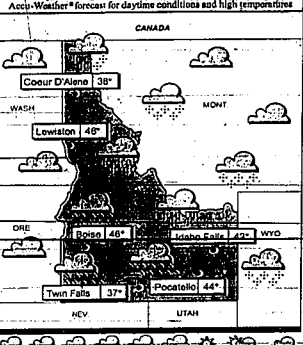 Accu-Weather® forecast for daytime conditions and high temperatures
CANADA
Coeur D'Alene 38°
WASH
MONT.
Lewiston 46°
ORE
Boise 46°
Idaho Falls 42°
WYO
Twin Falls 37°
Pocatello 44°
NEV.
UTAH